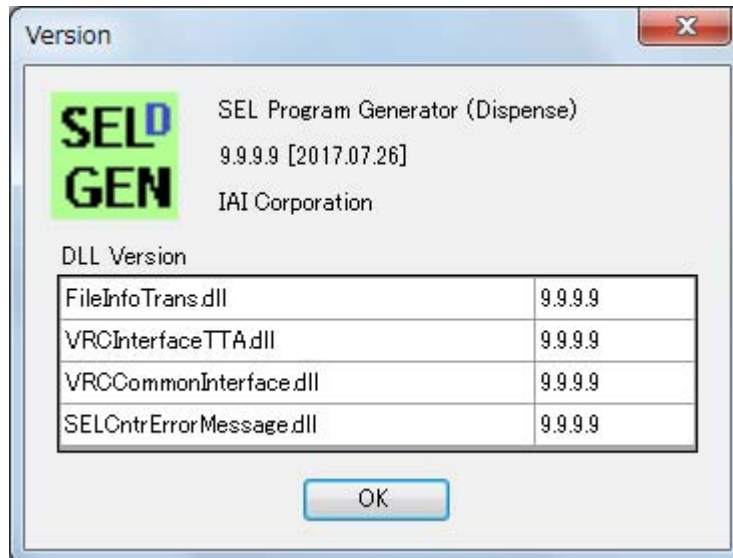 Version
SEL D
GEN
SEL Program Generator (Dispense)
9.9.9.9 [2017.07.26]
IAI Corporation
DLL Version
FileInfoTrans.dll 9.9.9.9
VRCInterfaceTTA.dll 9.9.9.9
VRCCommonInterface.dll 9.9.9.9
SELCntrErrorMessage.dll 9.9.9.9
OK